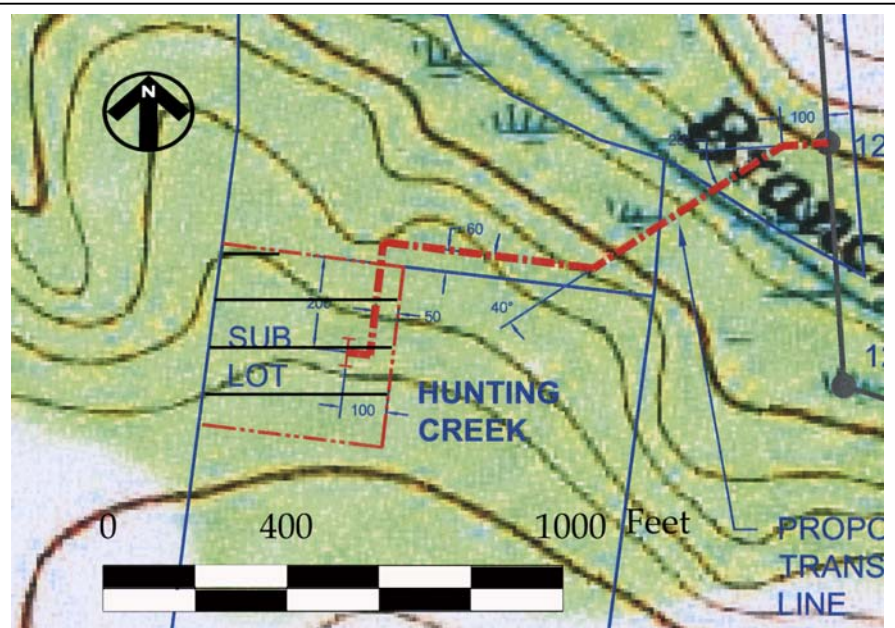 N
100
12
60
200
50
40°
SUB
LOT
HUNTING
CREEK
100
0 400 1000 Feet
PROPO
TRANS
LINE